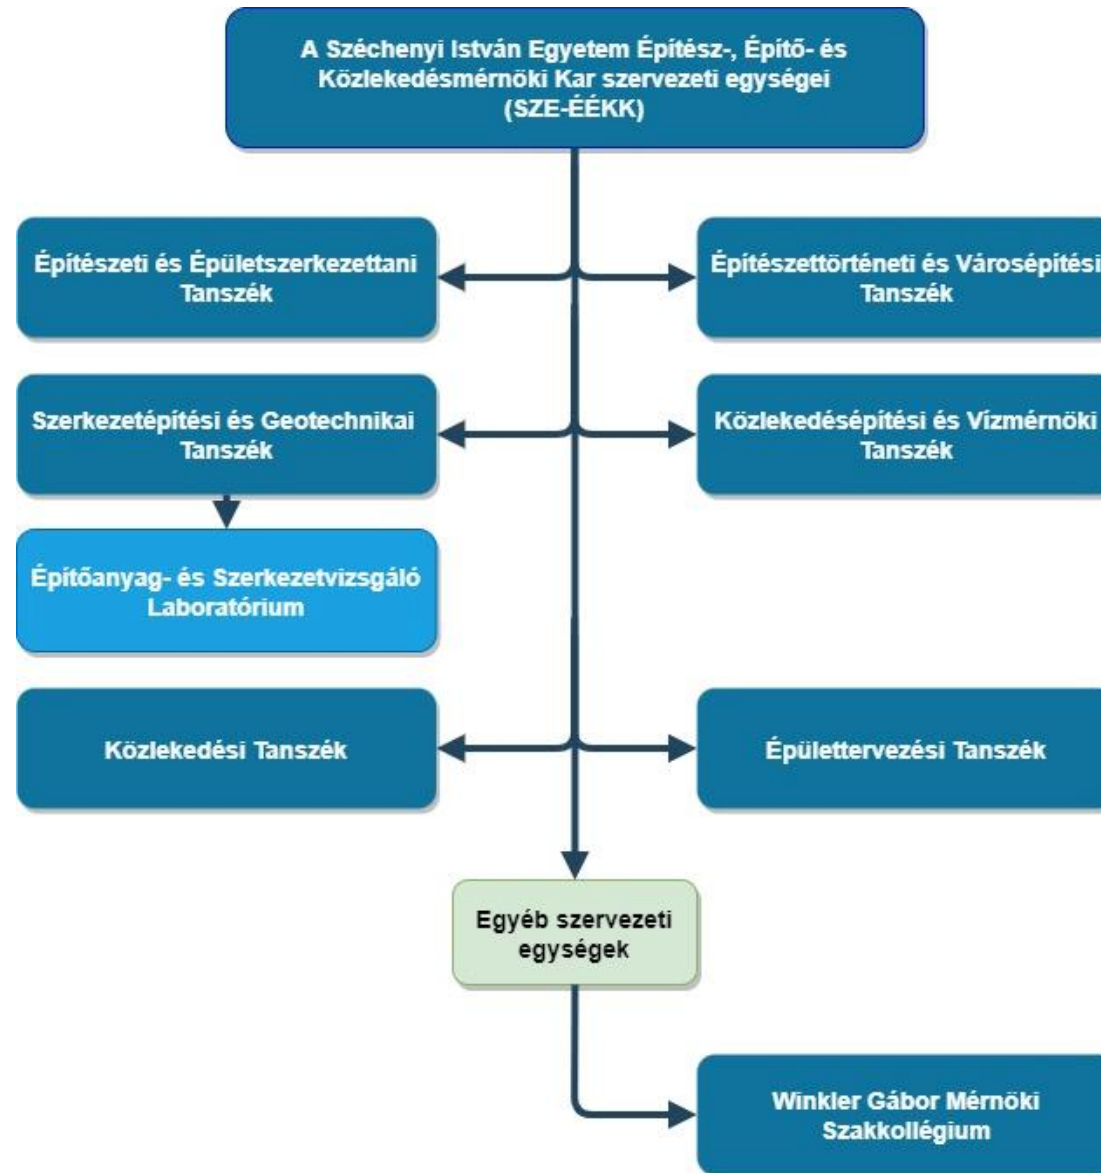 A Széchenyi István Egyetem Építész-, Építő- és
Közlekedésmérnöki Kar szervezeti egységei
(SZE-ÉÉKK)
Építészeti és Épületszerkezettani
Tanszék
Építészettörténeti és Városépítési
Tanszék
Szerkezetépítési és Geotechnikai
Tanszék
Közlekedésépítési és Vízmérnöki
Tanszék
Építőanyag- és Szerkezetvizsgáló
Laboratórium
Közlekedési Tanszék
Épülettervezési Tanszék
Egyéb szervezeti
egységek
Winkler Gábor Mérnöki
Szakkollégium